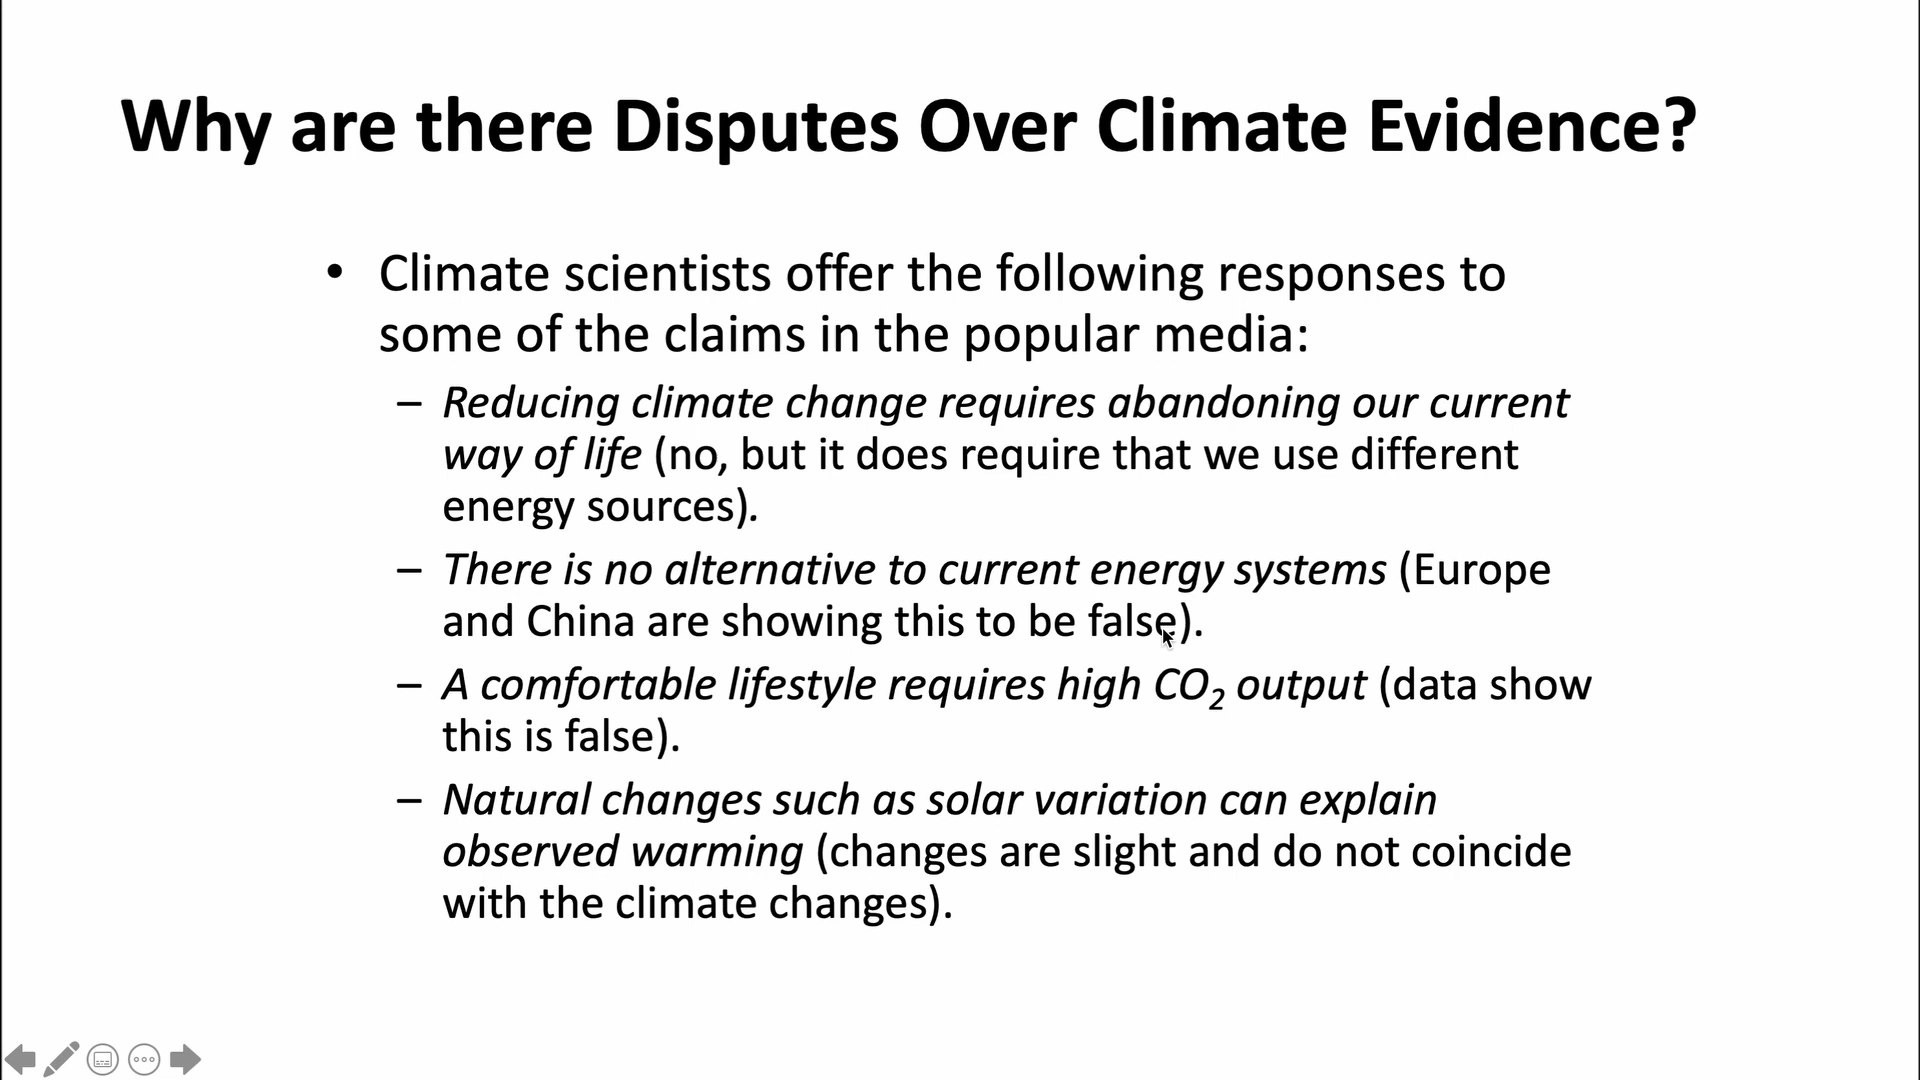 Why are there Disputes Over Climate Evidence?
• Climate scientists offer the following responses to
some of the claims in the popular media:
– Reducing climate change requires abandoning our current
way of life (no, but it does require that we use different
energy sources).
– There is no alternative to current energy systems (Europe
and China are showing this to be false).
– A comfortable lifestyle requires high CO₂ output (data show
this is false).
– Natural changes such as solar variation can explain
observed warming (changes are slight and do not coincide
with the climate changes).